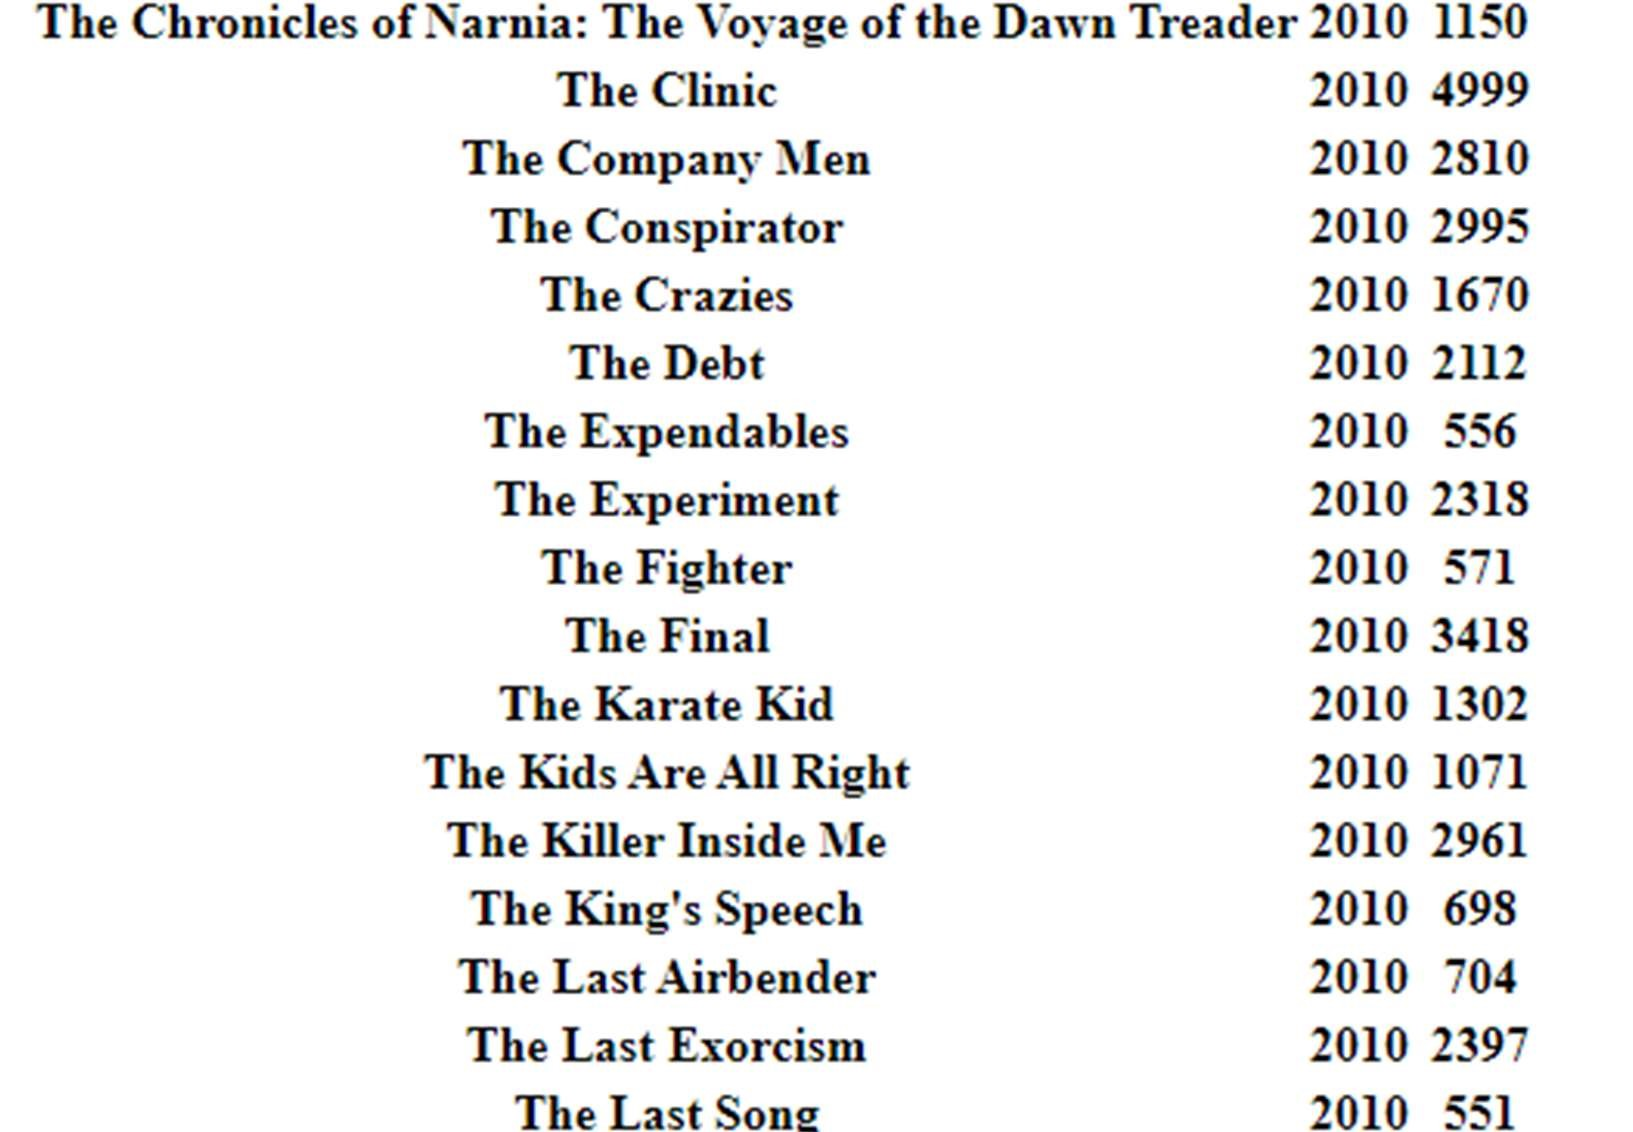 The Chronicles of Narnia: The Voyage of the Dawn Treader 2010 1150
The Clinic 2010 4999
The Company Men 2010 2810
The Conspirator 2010 2995
The Crazies 2010 1670
The Debt 2010 2112
The Expendables 2010 556
The Experiment 2010 2318
The Fighter 2010 571
The Final 2010 3418
The Karate Kid 2010 1302
The Kids Are All Right 2010 1071
The Killer Inside Me 2010 2961
The King's Speech 2010 698
The Last Airbender 2010 704
The Last Exorcism 2010 2397
The Last Song 2010 551